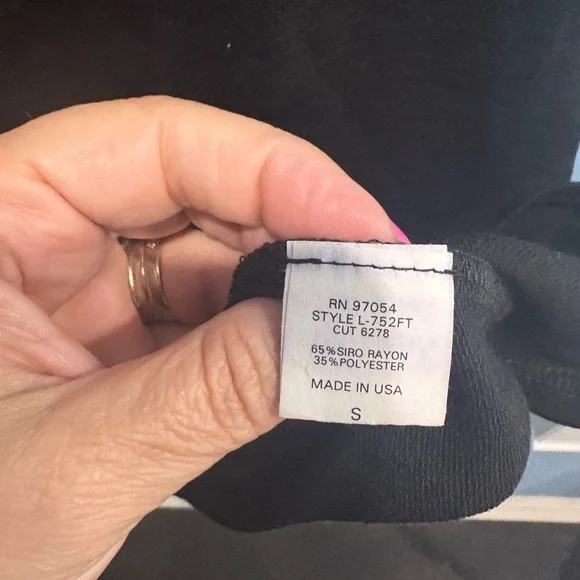 RN 97054
STYLE L-752FT
CUT 6278
65%SIRO RAYON
35%POLYESTER
MADE IN USA
S